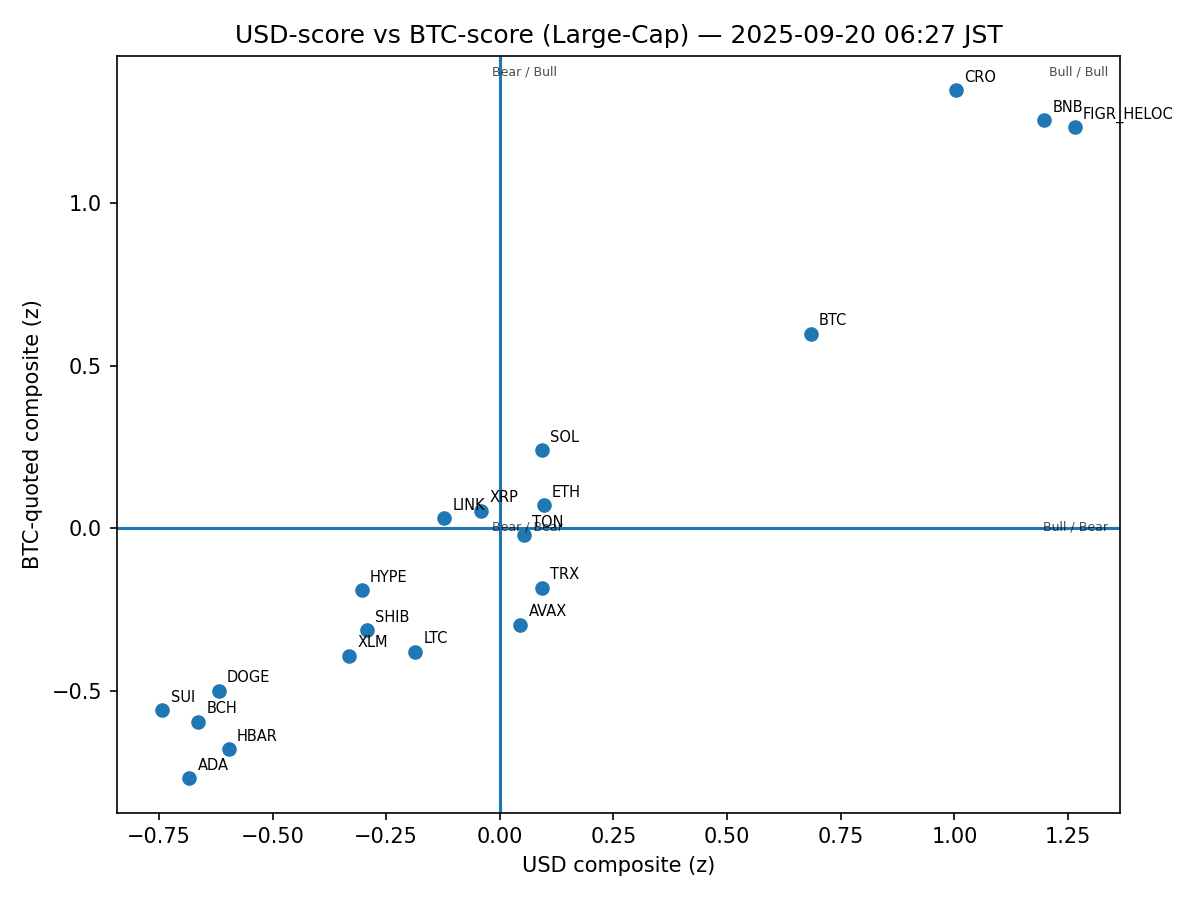 USD-score vs BTC-score (Large-Cap) — 2025-09-20 06:27 JST
Bear / Bull
Bull / Bull
CRO
BNB
FIGR_HELOC
1.0
BTC
0.5
SOL
ETH
XRP
LINK
TON
0.0
Bear / Bear
Bull / Bear
HYPE
TRX
SHIB
AVAX
XLM
LTC
DOGE
−0.5
SUI
BCH
HBAR
ADA
BTC-quoted composite (z)
−0.75 −0.50 −0.25 0.00 0.25 0.50 0.75 1.00 1.25
USD composite (z)